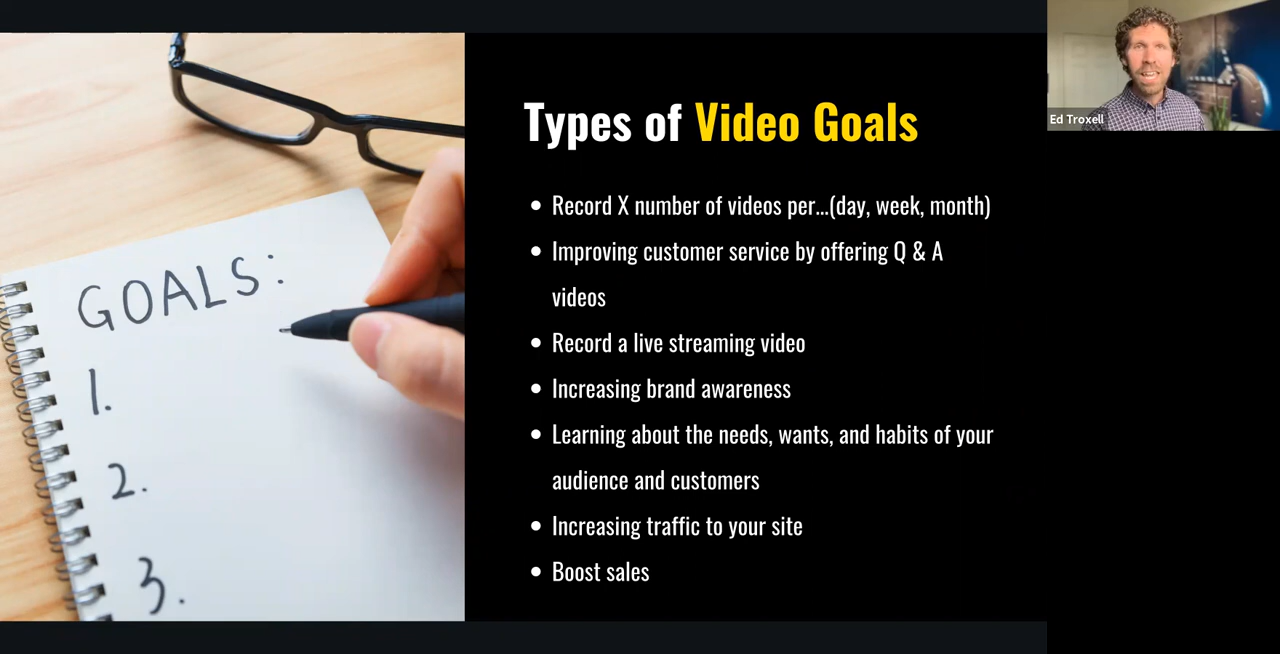 Types of Video Goals
Record X number of videos per...(day, week, month)
Improving customer service by offering Q & A
videos
Record a live streaming video
Increasing brand awareness
Learning about the needs, wants, and habits of your
audience and customers
Increasing traffic to your site
Boost sales
GOALS:
1.
2.
3.
Ed Troxell